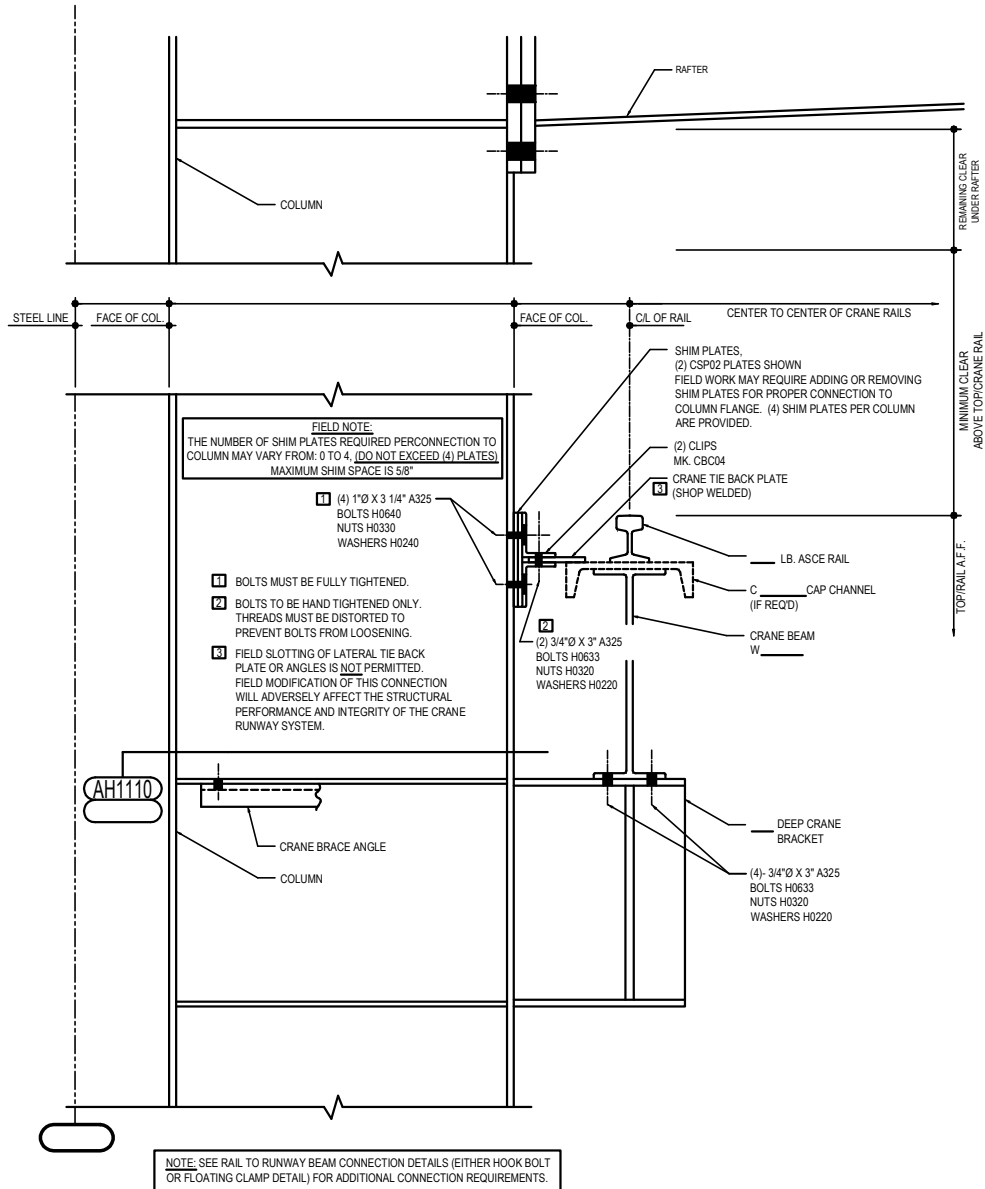 RAFTER
COLUMN
REMAINING CLEAR
UNDER RAFTER
STEEL LINE
FACE OF COL.
FACE OF COL.
C/L OF RAIL
CENTER TO CENTER OF CRANE RAILS
MINIMUM CLEAR
ABOVE TOP/CRANE RAIL
SHIM PLATES,
(2) CSP02 PLATES SHOWN
FIELD WORK MAY REQUIRE ADDING OR REMOVING
SHIM PLATES FOR PROPER CONNECTION TO
COLUMN FLANGE. (4) SHIM PLATES PER COLUMN
ARE PROVIDED.
FIELD NOTE:
THE NUMBER OF SHIM PLATES REQUIRED PERCONNECTION TO
COLUMN MAY VARY FROM: 0 TO 4, (DO NOT EXCEED (4) PLATES)
MAXIMUM SHIM SPACE IS 5/8"
(2) CLIPS
MK. CBC04
CRANE TIE BACK PLATE
3 (SHOP WELDED)
1 (4) 1"Ø X 3 1/4" A325
BOLTS H0640
NUTS H0330
WASHERS H0240
TOP/RAIL A.F.F.
____ LB. ASCE RAIL
C ______ CAP CHANNEL
(IF REQ'D)
CRANE BEAM
W______
1 BOLTS MUST BE FULLY TIGHTENED.
2 BOLTS TO BE HAND TIGHTENED ONLY.
THREADS MUST BE DISTORTED TO
PREVENT BOLTS FROM LOOSENING.
3 FIELD SLOTTING OF LATERAL TIE BACK
PLATE OR ANGLES IS NOT PERMITTED.
FIELD MODIFICATION OF THIS CONNECTION
WILL ADVERSELY AFFECT THE STRUCTURAL
PERFORMANCE AND INTEGRITY OF THE CRANE
RUNWAY SYSTEM.
2
(2) 3/4"Ø X 3" A325
BOLTS H0633
NUTS H0320
WASHERS H0220
AH1110
CRANE BRACE ANGLE
COLUMN
____ DEEP CRANE
BRACKET
(4)- 3/4"Ø X 3" A325
BOLTS H0633
NUTS H0320
WASHERS H0220
NOTE: SEE RAIL TO RUNWAY BEAM CONNECTION DETAILS (EITHER HOOK BOLT
OR FLOATING CLAMP DETAIL) FOR ADDITIONAL CONNECTION REQUIREMENTS.